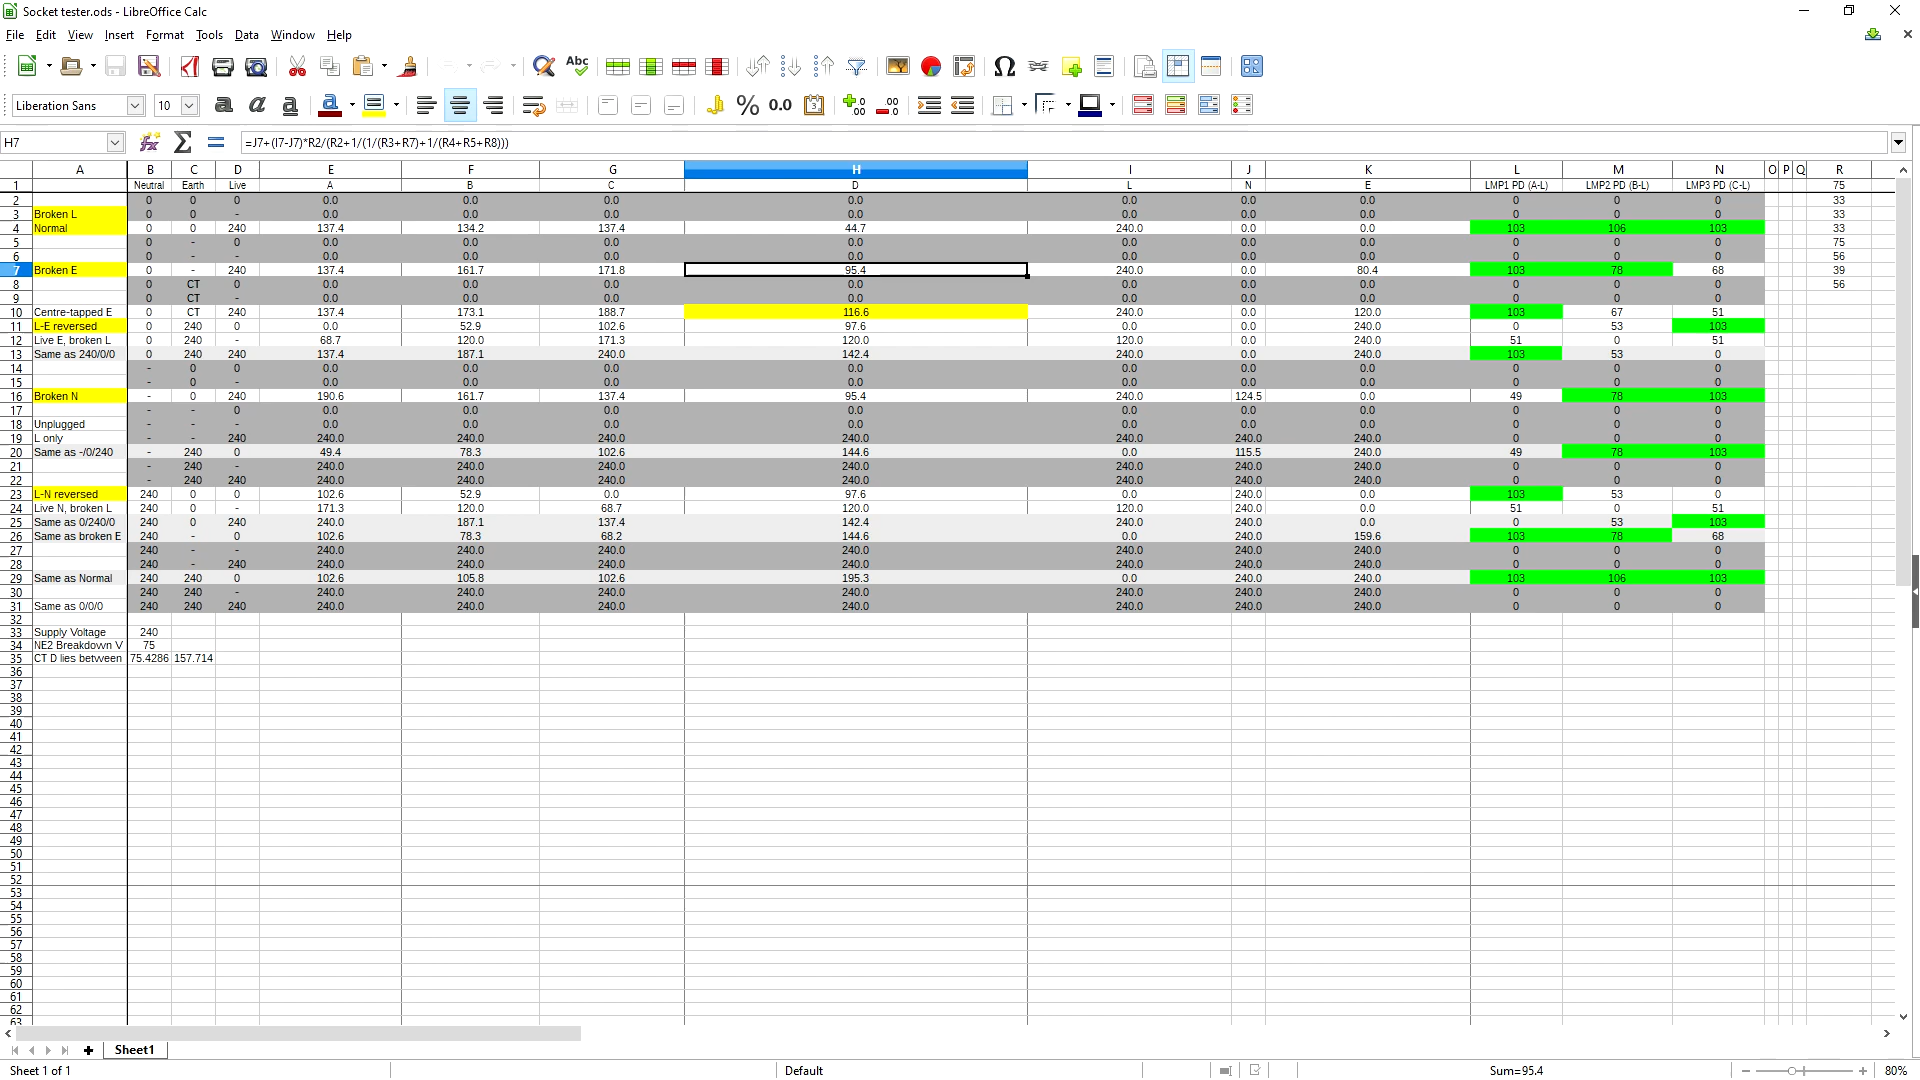 Socket tester.ods - LibreOffice Calc
File Edit View Insert Format Tools Data Window Help
Liberation Sans 10
H7 =J7+(I7-J7)*R2/(R2+1/(1/(R3+R7)+1/(R4+R5+R8)))
A B C D E F G H I J K L M N O P Q R
1 Neutral Earth Live A B C D L N E LMP1 PD (A-L) LMP2 PD (B-L) LMP3 PD (C-L) 75
2 0 0 0 0.0 0.0 0.0 0.0 0.0 0.0 0.0 0 0 0 33
3 Broken L 0 0 - 0.0 0.0 0.0 0.0 0.0 0.0 0.0 0 0 0 33
4 Normal 0 0 240 137.4 134.2 137.4 44.7 240.0 0.0 0.0 103 106 103 33
5 0 - 0 0.0 0.0 0.0 0.0 0.0 0.0 0.0 0 0 0 75
6 0 - - 0.0 0.0 0.0 0.0 0.0 0.0 0.0 0 0 0 56
7 Broken E 0 - 240 137.4 161.7 171.8 95.4 240.0 0.0 80.4 103 78 68 39
8 0 CT 0 0.0 0.0 0.0 0.0 0.0 0.0 0.0 0 0 0 56
9 0 CT - 0.0 0.0 0.0 0.0 0.0 0.0 0.0 0 0 0
10 Centre-tapped E 0 CT 240 137.4 173.1 188.7 116.6 240.0 0.0 120.0 103 67 51
11 L-E reversed 0 240 0 0.0 52.9 102.6 97.6 0.0 0.0 240.0 0 53 103
12 Live E, broken L 0 240 - 68.7 120.0 171.3 120.0 120.0 0.0 240.0 51 0 51
13 Same as 240/0/0 0 240 240 137.4 187.1 240.0 142.4 240.0 0.0 240.0 103 53 0
14 - 0 0 0.0 0.0 0.0 0.0 0.0 0.0 0.0 0 0 0
15 - 0 - 0.0 0.0 0.0 0.0 0.0 0.0 0.0 0 0 0
16 Broken N - 0 240 190.6 161.7 137.4 95.4 240.0 124.5 0.0 49 78 103
17 - - 0 0.0 0.0 0.0 0.0 0.0 0.0 0.0 0 0 0
18 Unplugged - - - 0.0 0.0 0.0 0.0 0.0 0.0 0.0 0 0 0
19 L only - - 240 240.0 240.0 240.0 240.0 240.0 240.0 240.0 0 0 0
20 Same as -/0/240 - 240 0 49.4 78.3 102.6 144.6 0.0 115.5 240.0 49 78 103
21 - 240 - 240.0 240.0 240.0 240.0 240.0 240.0 240.0 0 0 0
22 - 240 240 240.0 240.0 240.0 240.0 240.0 240.0 240.0 0 0 0
23 L-N reversed 240 0 0 102.6 52.9 0.0 97.6 0.0 240.0 0.0 103 53 0
24 Live N, broken L 240 0 - 171.3 120.0 68.7 120.0 120.0 240.0 0.0 51 0 51
25 Same as 0/240/0 240 0 240 240.0 187.1 137.4 142.4 240.0 240.0 0.0 0 53 103
26 Same as broken E 240 - 0 102.6 78.3 68.2 144.6 0.0 240.0 159.6 103 78 68
27 240 - - 240.0 240.0 240.0 240.0 240.0 240.0 240.0 0 0 0
28 240 - 240 240.0 240.0 240.0 240.0 240.0 240.0 240.0 0 0 0
29 Same as Normal 240 240 0 102.6 105.8 102.6 195.3 0.0 240.0 240.0 103 106 103
30 240 240 - 240.0 240.0 240.0 240.0 240.0 240.0 240.0 0 0 0
31 Same as 0/0/0 240 240 240 240.0 240.0 240.0 240.0 240.0 240.0 240.0 0 0 0
32
33 Supply Voltage 240
34 NE2 Breakdown V 75
35 CT D lies between 75.4286 157.714
36
37
38
39
40
41
42
43
44
45
46
47
48
49
50
51
52
53
54
55
56
57
58
59
60
61
62
63
Sheet1
Sheet 1 of 1 Default Sum=95.4 80%